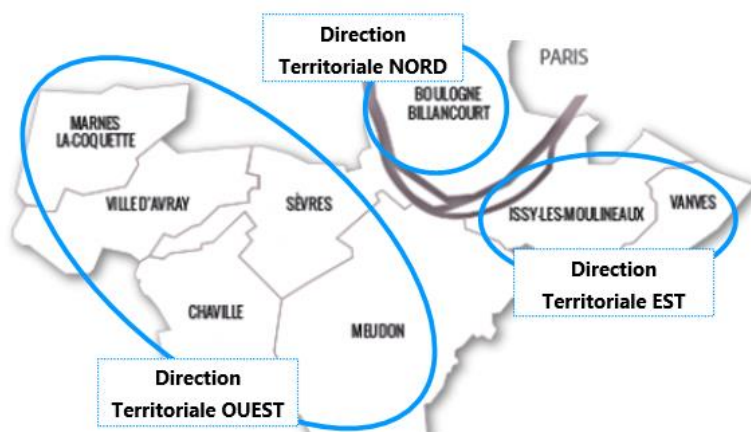 Direction
Territoriale NORD
PARIS
BOULOGNE
BILLANCOURT
MARNES
LA-COQUETTE
VILLE D'AVRAY
SÈVRES
ISSY-LES-MOULINEAUX
VANVES
Direction
Territoriale EST
CHAVILLE
MEUDON
Direction
Territoriale OUEST